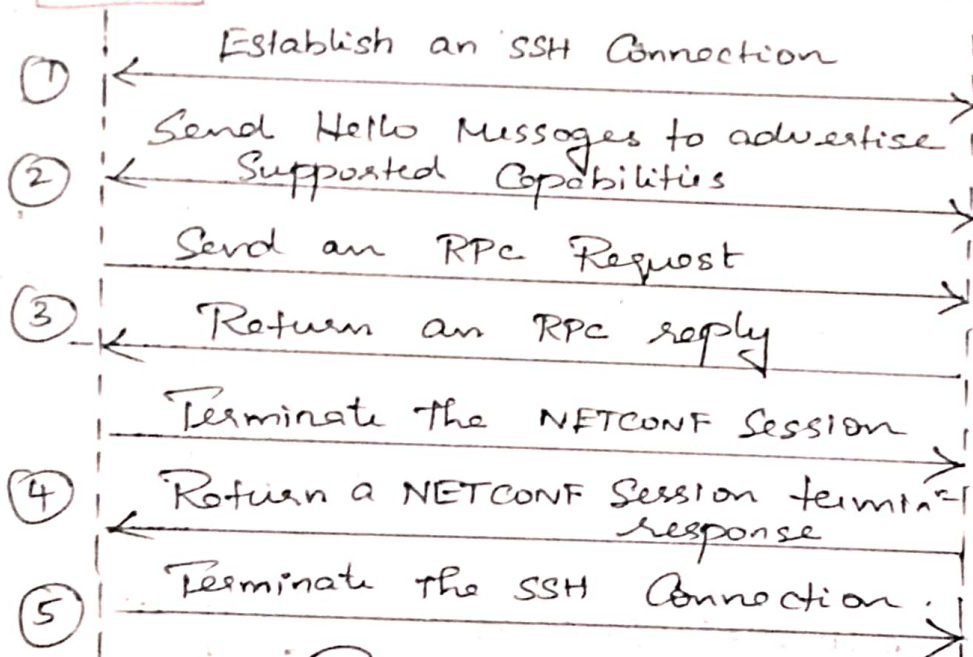 Establish an SSH Connection
1
Send Hello Messages to advertise
2
Supported Capabilities
Send an RPC Request
3
Return an RPC reply
Terminate the NETCONF Session
4
Return a NETCONF Session
response
Terminate the SSH Connection.
5